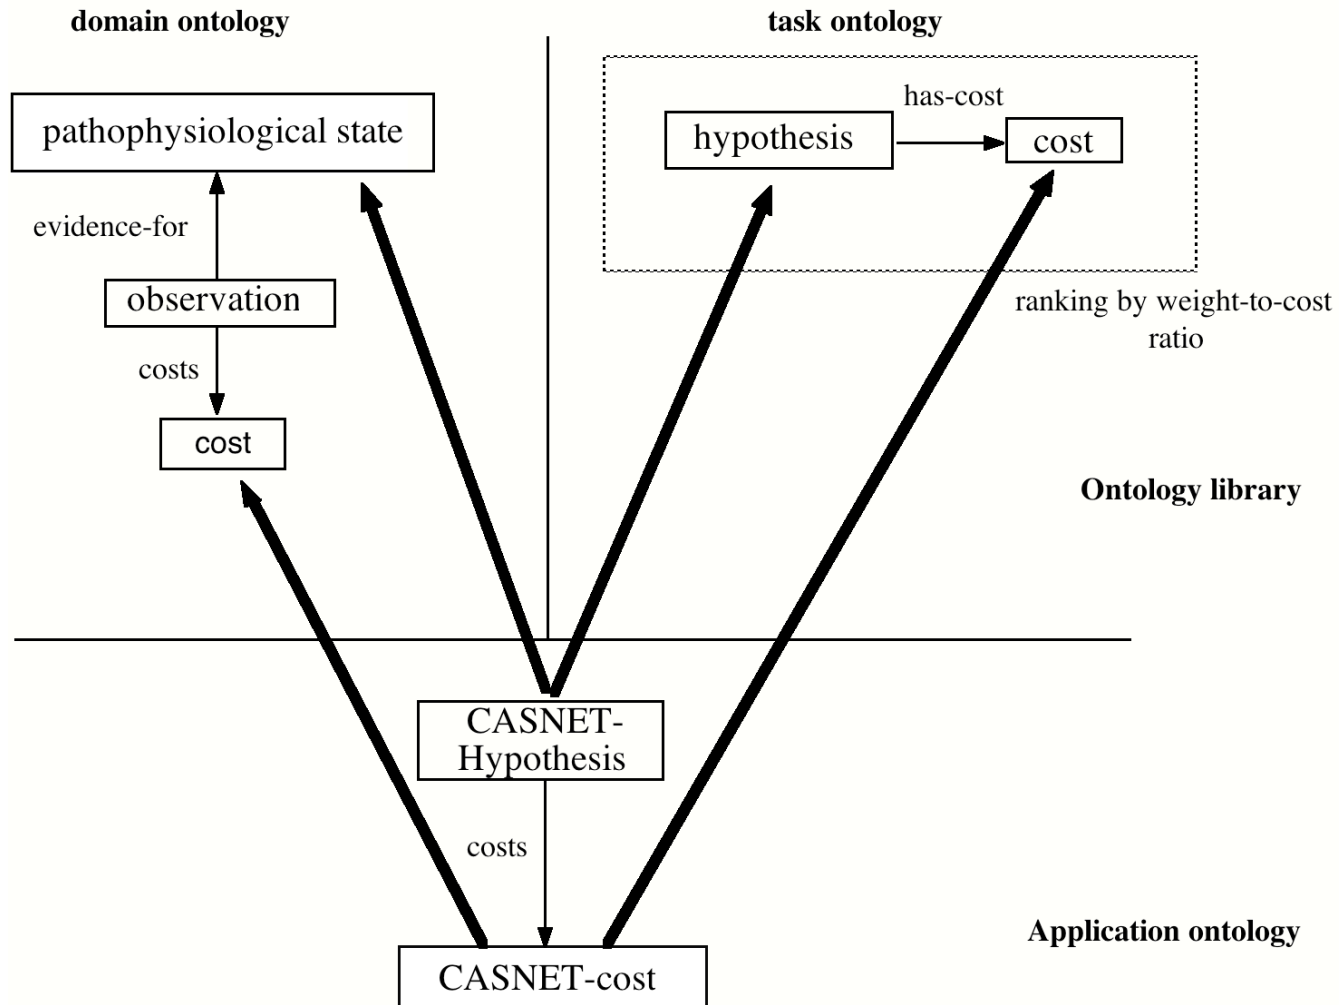 domain ontology
task ontology
pathophysiological state
has-cost
hypothesis
cost
evidence-for
observation
ranking by weight-to-cost
ratio
costs
cost
Ontology library
CASNET-
Hypothesis
costs
Application ontology
CASNET-cost